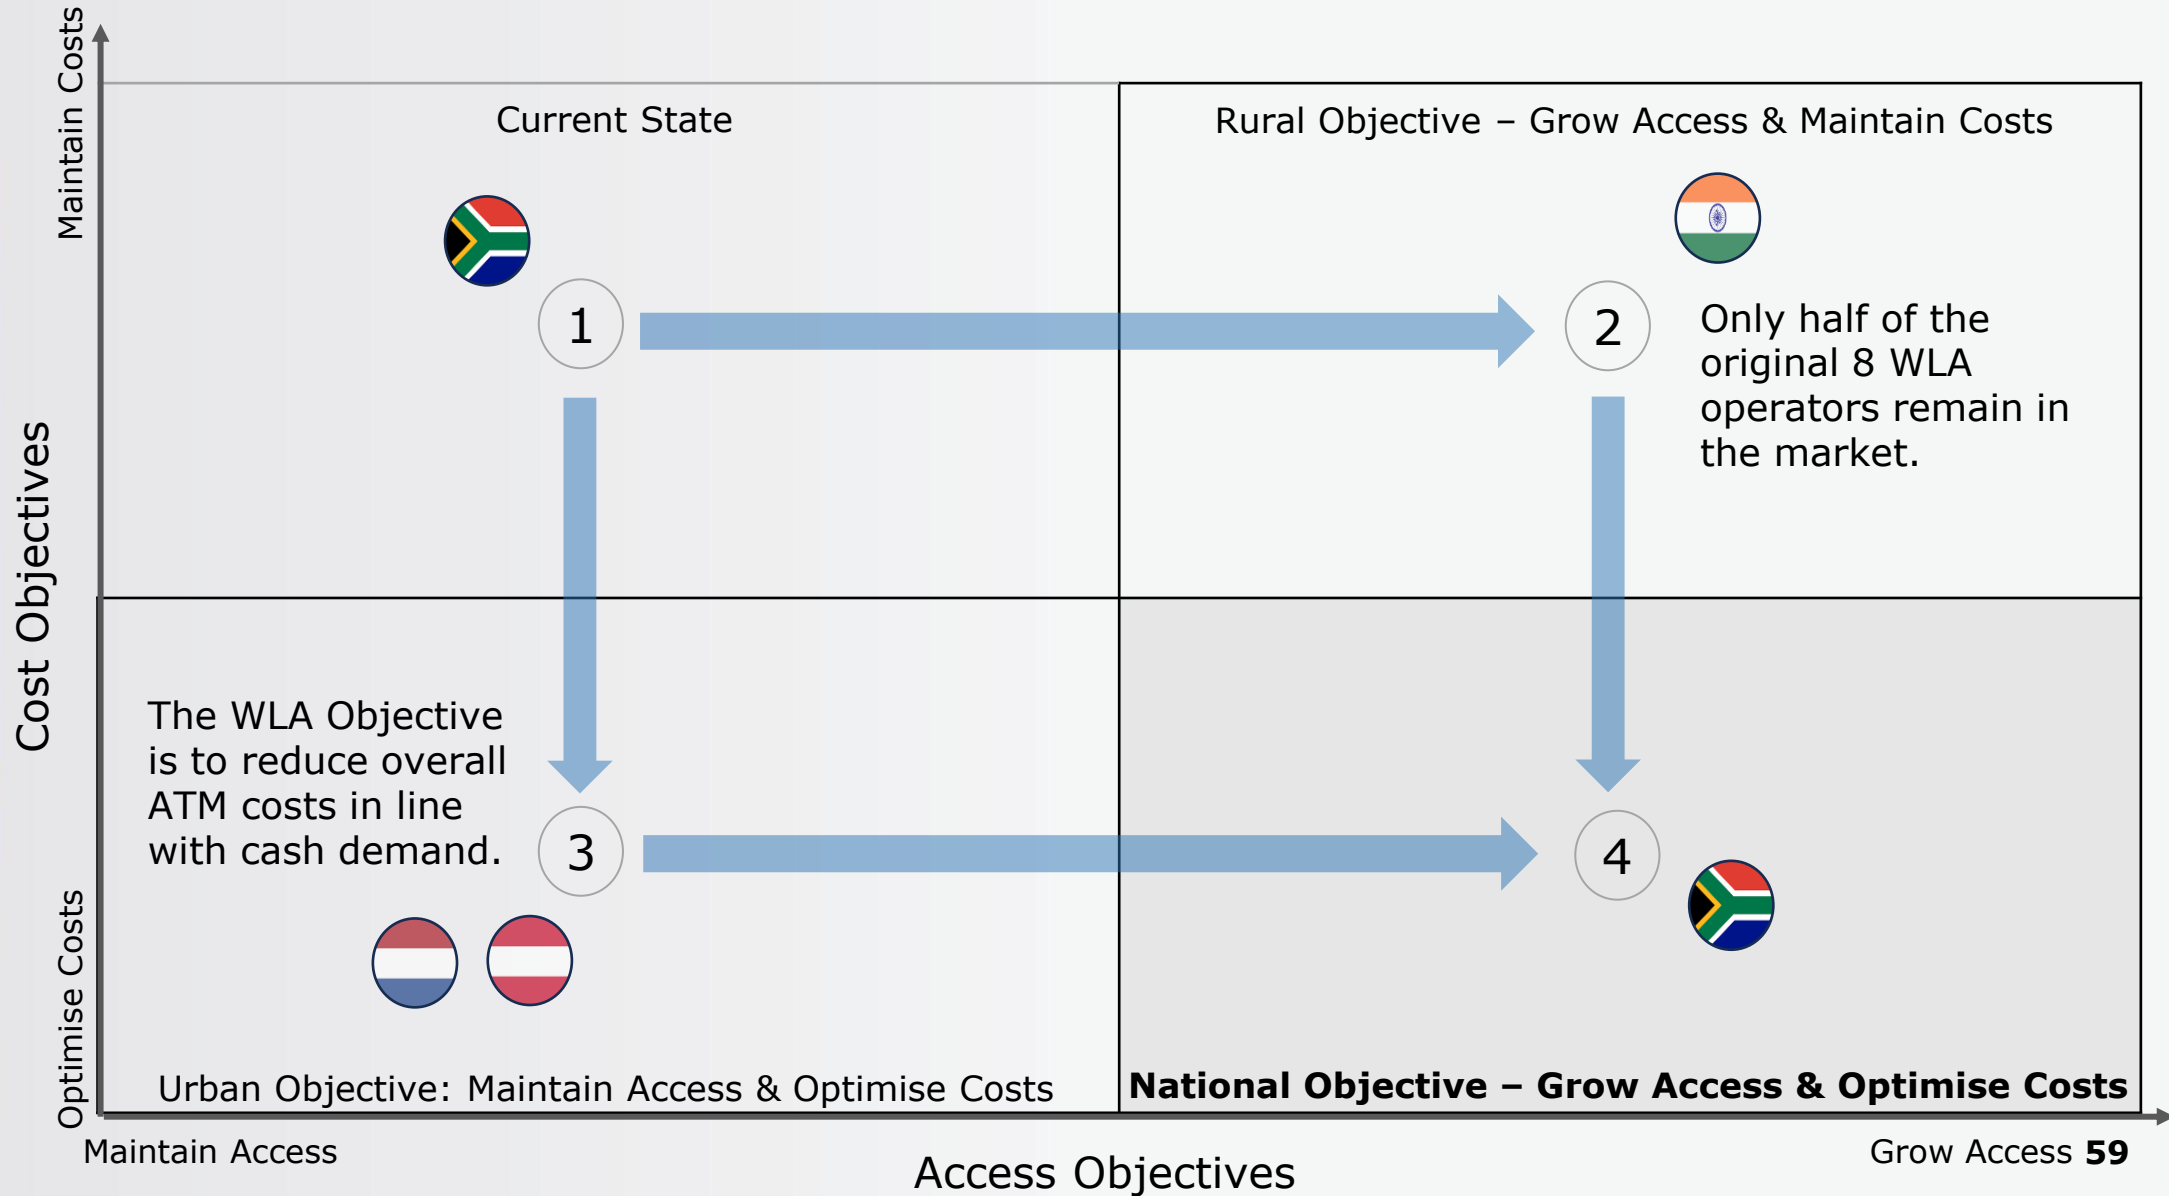 Maintain Costs
Cost Objectives
Optimise Costs
Current State
1
Rural Objective – Grow Access & Maintain Costs
2
Only half of the
original 8 WLA
operators remain in
the market.
The WLA Objective
is to reduce overall
ATM costs in line
with cash demand.
3
Urban Objective: Maintain Access & Optimise Costs
4
National Objective – Grow Access & Optimise Costs
Maintain Access
Access Objectives
Grow Access 59